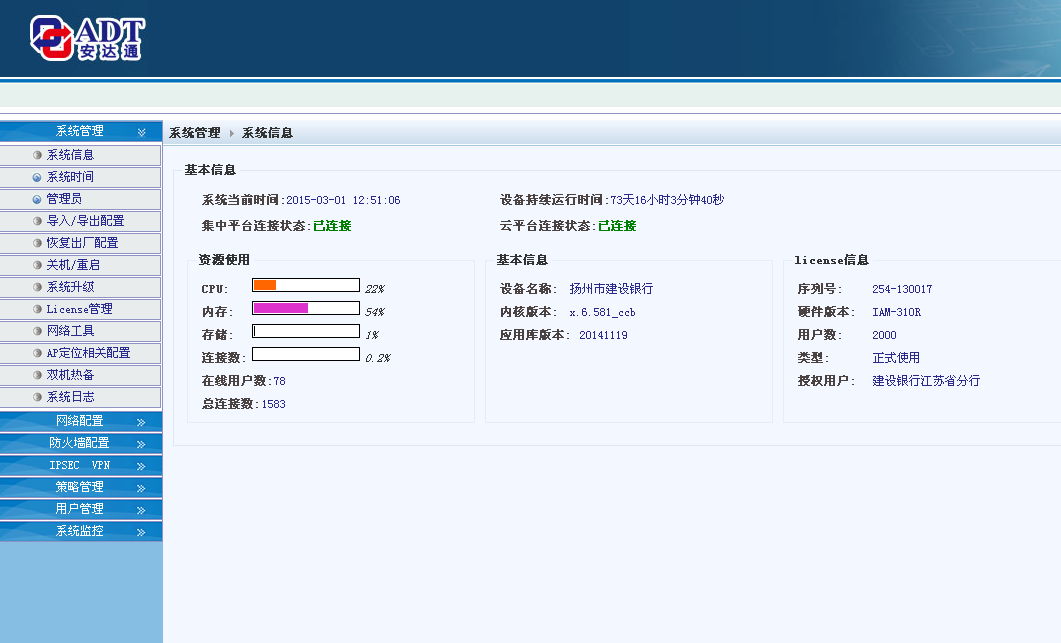 ADT
安达通
系统管理
系统信息
系统时间
管理员
导入/导出配置
恢复出厂配置
关机/重启
系统升级
License管理
网络工具
AP定位相关配置
双机热备
系统日志
网络配置
防火墙配置
IPSEC VPN
策略管理
用户管理
系统监控
系统管理 系统信息
基本信息
系统当前时间:2015-03-01 12:51:06 设备持续运行时间:73天16小时3分钟40秒
集中平台连接状态:已连接 云平台连接状态:已连接
资源使用
CPU: 22%
内存: 54%
存储: 1%
连接数: 0.2%
在线用户数:78
总连接数:1583
基本信息
设备名称: 扬州市建设银行
内核版本: x.6.581_ccb
应用库版本: 20141119
license信息
序列号: 254-130017
硬件版本: IAM-310R
用户数: 2000
类型: 正式使用
授权用户: 建设银行江苏省分行